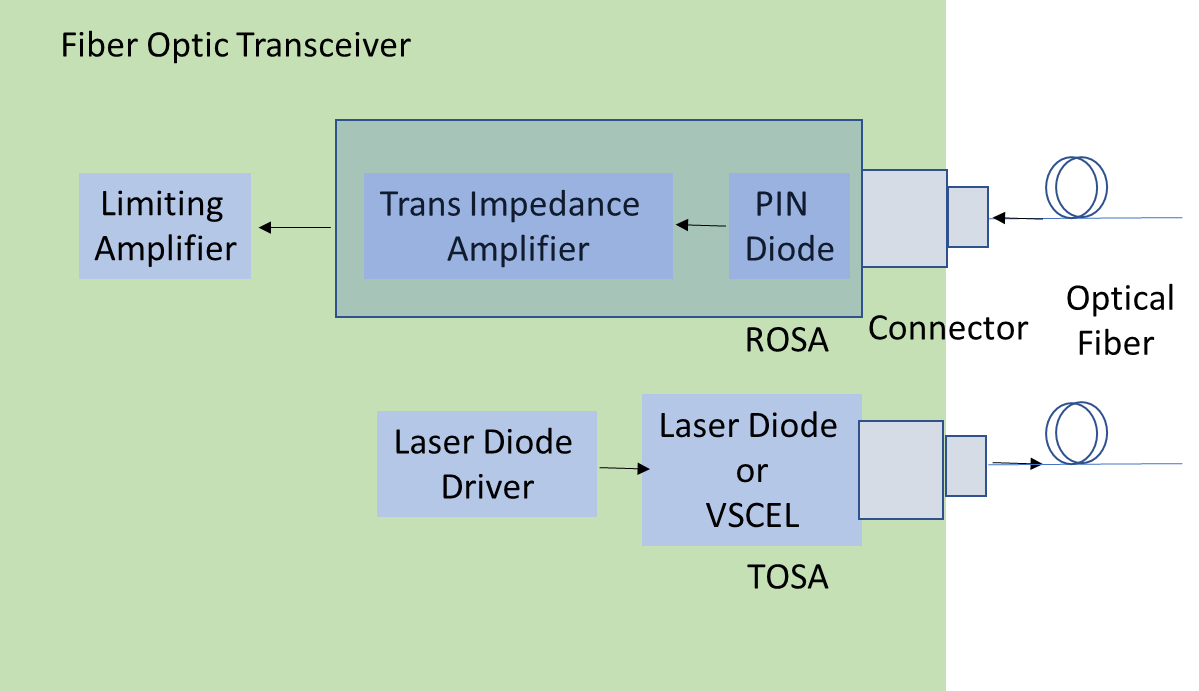 Fiber Optic Transceiver
Limiting
Amplifier
Trans Impedance
Amplifier
PIN
Diode
ROSA
Connector
Optical
Fiber
Laser Diode
Driver
Laser Diode
or
VSCEL
TOSA